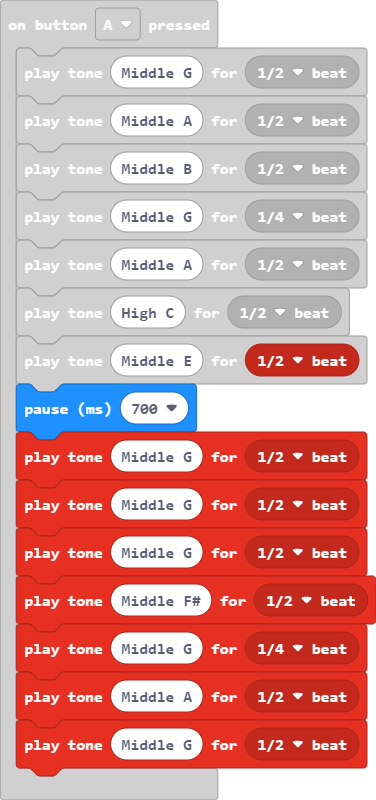 on button A pressed
play tone Middle G for 1/2 beat
play tone Middle A for 1/2 beat
play tone Middle B for 1/2 beat
play tone Middle G for 1/4 beat
play tone Middle A for 1/2 beat
play tone High C for 1/2 beat
play tone Middle E for 1/2 beat
pause (ms) 700
play tone Middle G for 1/2 beat
play tone Middle G for 1/2 beat
play tone Middle G for 1/2 beat
play tone Middle F# for 1/2 beat
play tone Middle G for 1/4 beat
play tone Middle A for 1/2 beat
play tone Middle G for 1/2 beat